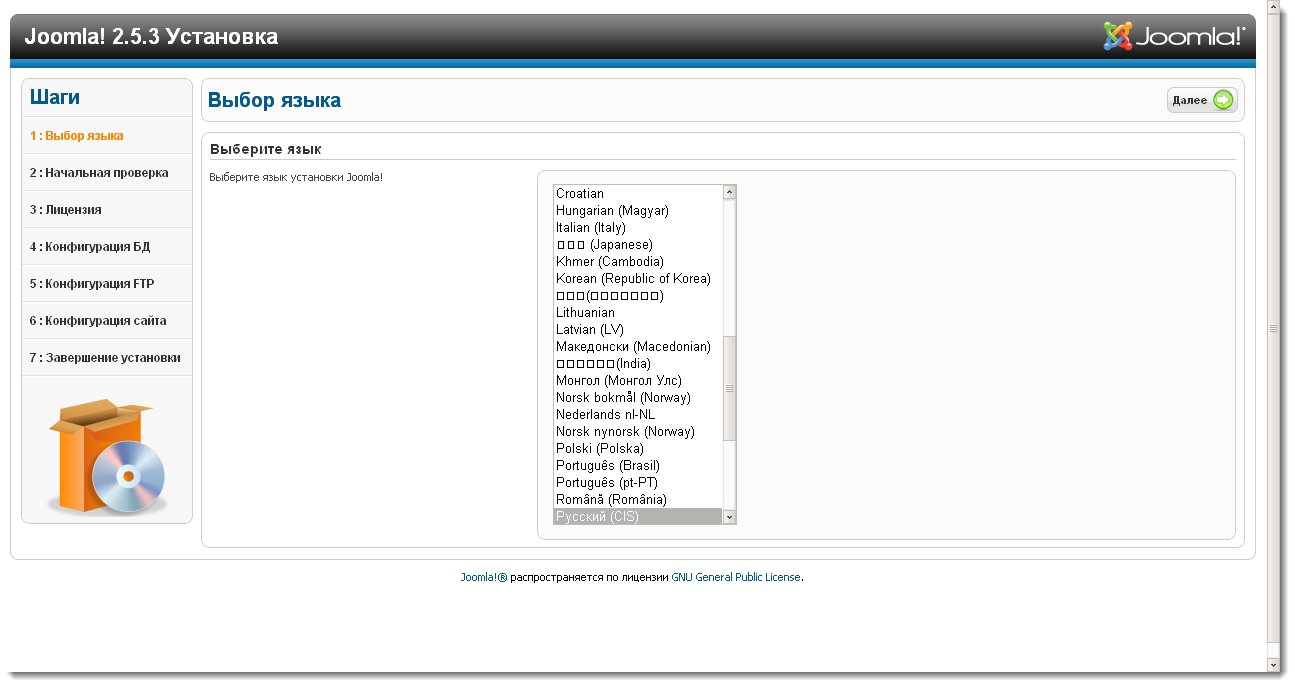 Joomla! 2.5.3 Установка
Joomla!
Шаги
1 : Выбор языка
2 : Начальная проверка
3 : Лицензия
4 : Конфигурация БД
5 : Конфигурация FTP
6 : Конфигурация сайта
7 : Завершение установки
Выбор языка
Далее
Выберите язык
Выберите язык установки Joomla!
Croatian
Hungarian (Magyar)
Italian (Italy)
□□□ (Japanese)
Khmer (Cambodia)
Korean (Republic of Korea)
□□□(□□□□□□□)
Lithuanian
Latvian (LV)
Македонски (Macedonian)
□□□□□□(India)
Монгол (Монгол Улс)
Norsk bokmål (Norway)
Nederlands nl-NL
Norsk nynorsk (Norway)
Polski (Polska)
Português (Brasil)
Português (pt-PT)
Română (România)
Русский (CIS)
Joomla!® распространяется по лицензии GNU General Public License.